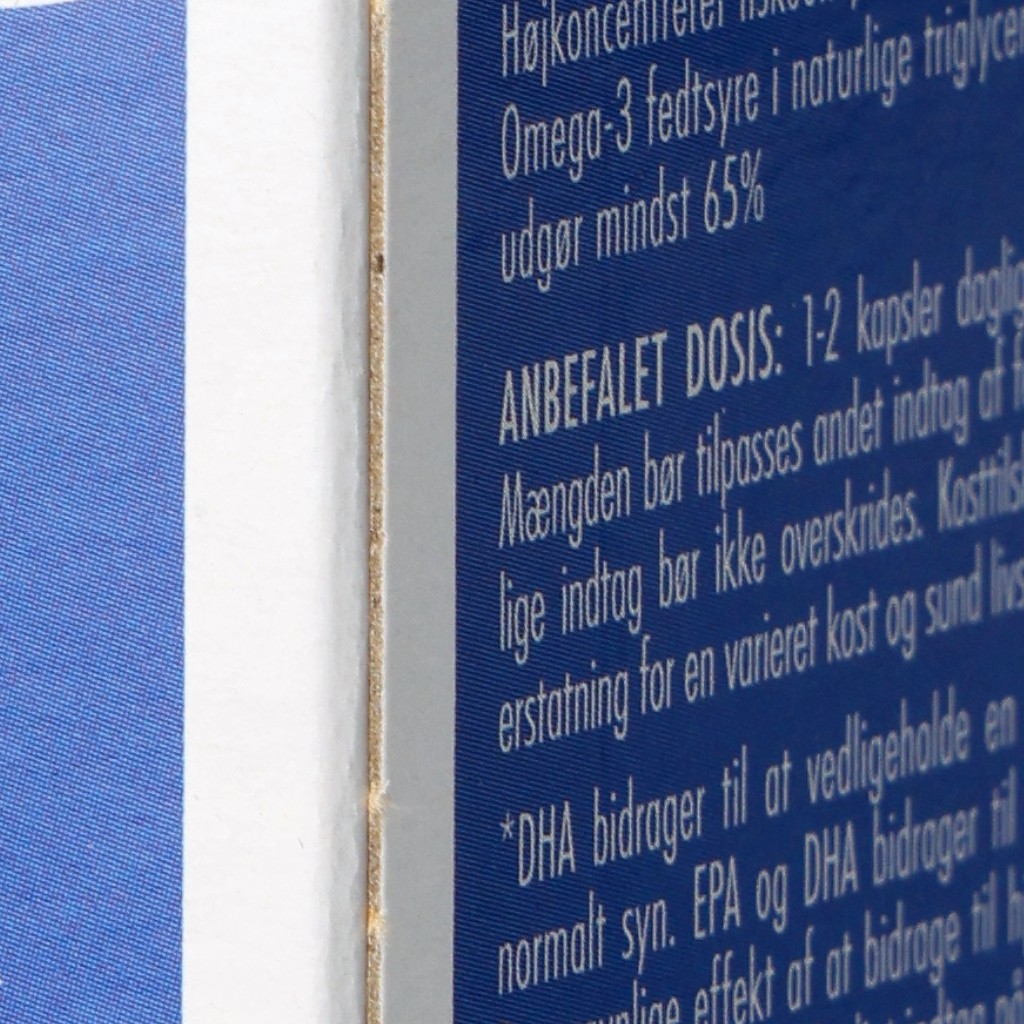 Højkoncentreret
Omega-3 fedtsyre i naturlige
udgør mindst 65%
ANBEFALET DOSIS: 1-2 kapsler
Mængden bør tilpasses andet indtag af
lige indtag bør ikke overskrides.
erstatning for en varieret kost og sund
*DHA bidrager til at vedligeholde en
normalt syn. EPA og DHA bidrager til
effekt af at bidrage til